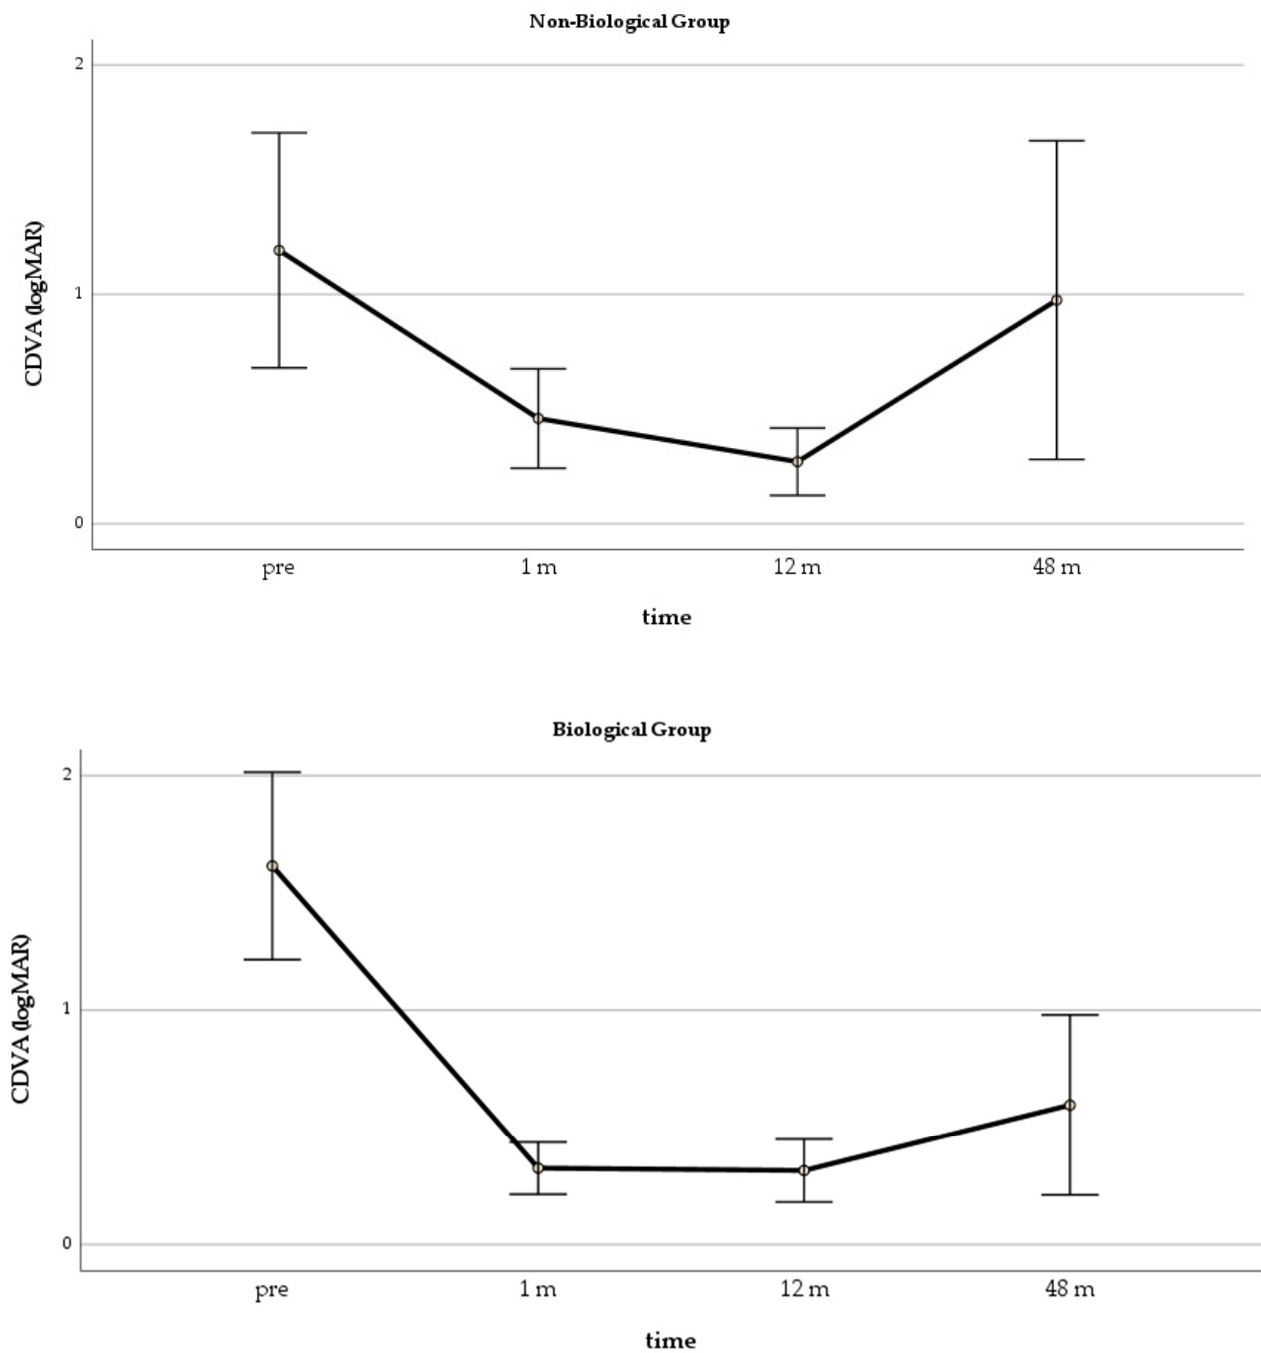 Non-Biological Group
2
1
0
CDVA (logMAR)
pre 1 m 12 m 48 m
time
Biological Group
2
1
0
CDVA (logMAR)
pre 1 m 12 m 48 m
time